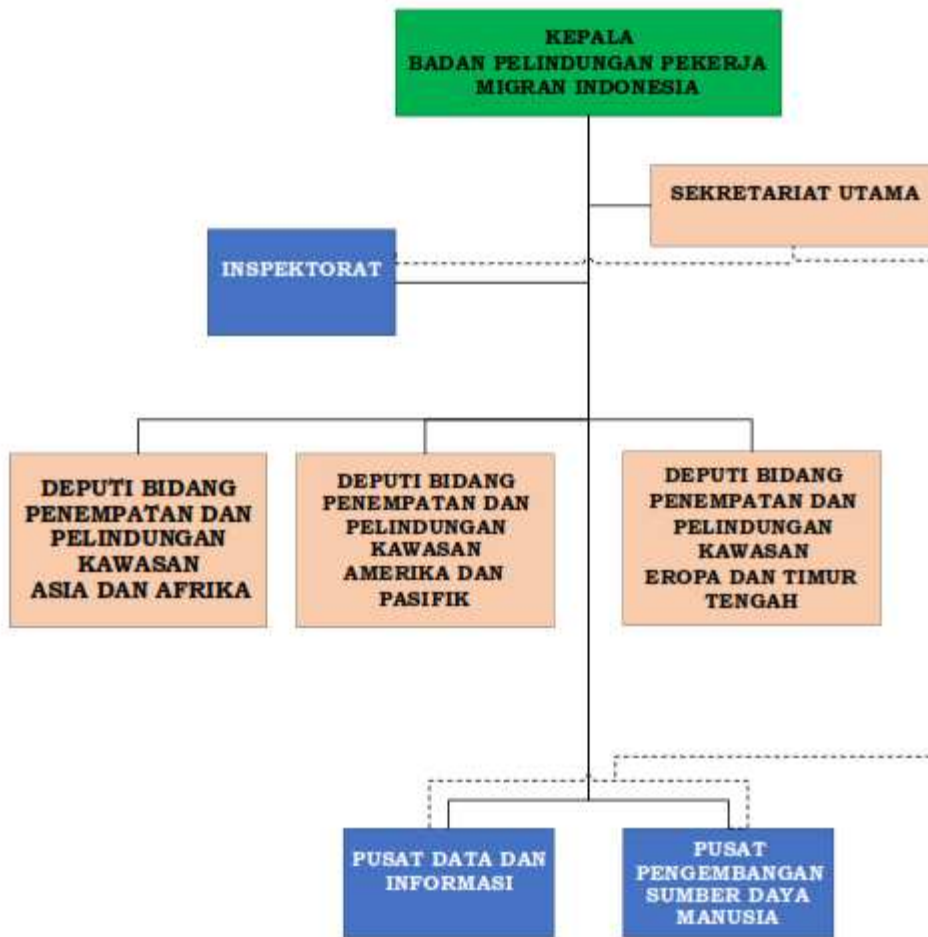 KEPALA
BADAN PELINDUNGAN PEKERJA
MIGRAN INDONESIA
SEKRETARIAT UTAMA
INSPEKTORAT
DEPUTI BIDANG
PENEMPATAN DAN
PELINDUNGAN
KAWASAN
ASIA DAN AFRIKA
DEPUTI BIDANG
PENEMPATAN DAN
PELINDUNGAN
KAWASAN
AMERIKA DAN
PASIFIK
DEPUTI BIDANG
PENEMPATAN DAN
PELINDUNGAN
KAWASAN
EROPA DAN TIMUR
TENGAH
PUSAT DATA DAN
INFORMASI
PUSAT
PENGEMBANGAN
SUMBER DAYA
MANUSIA